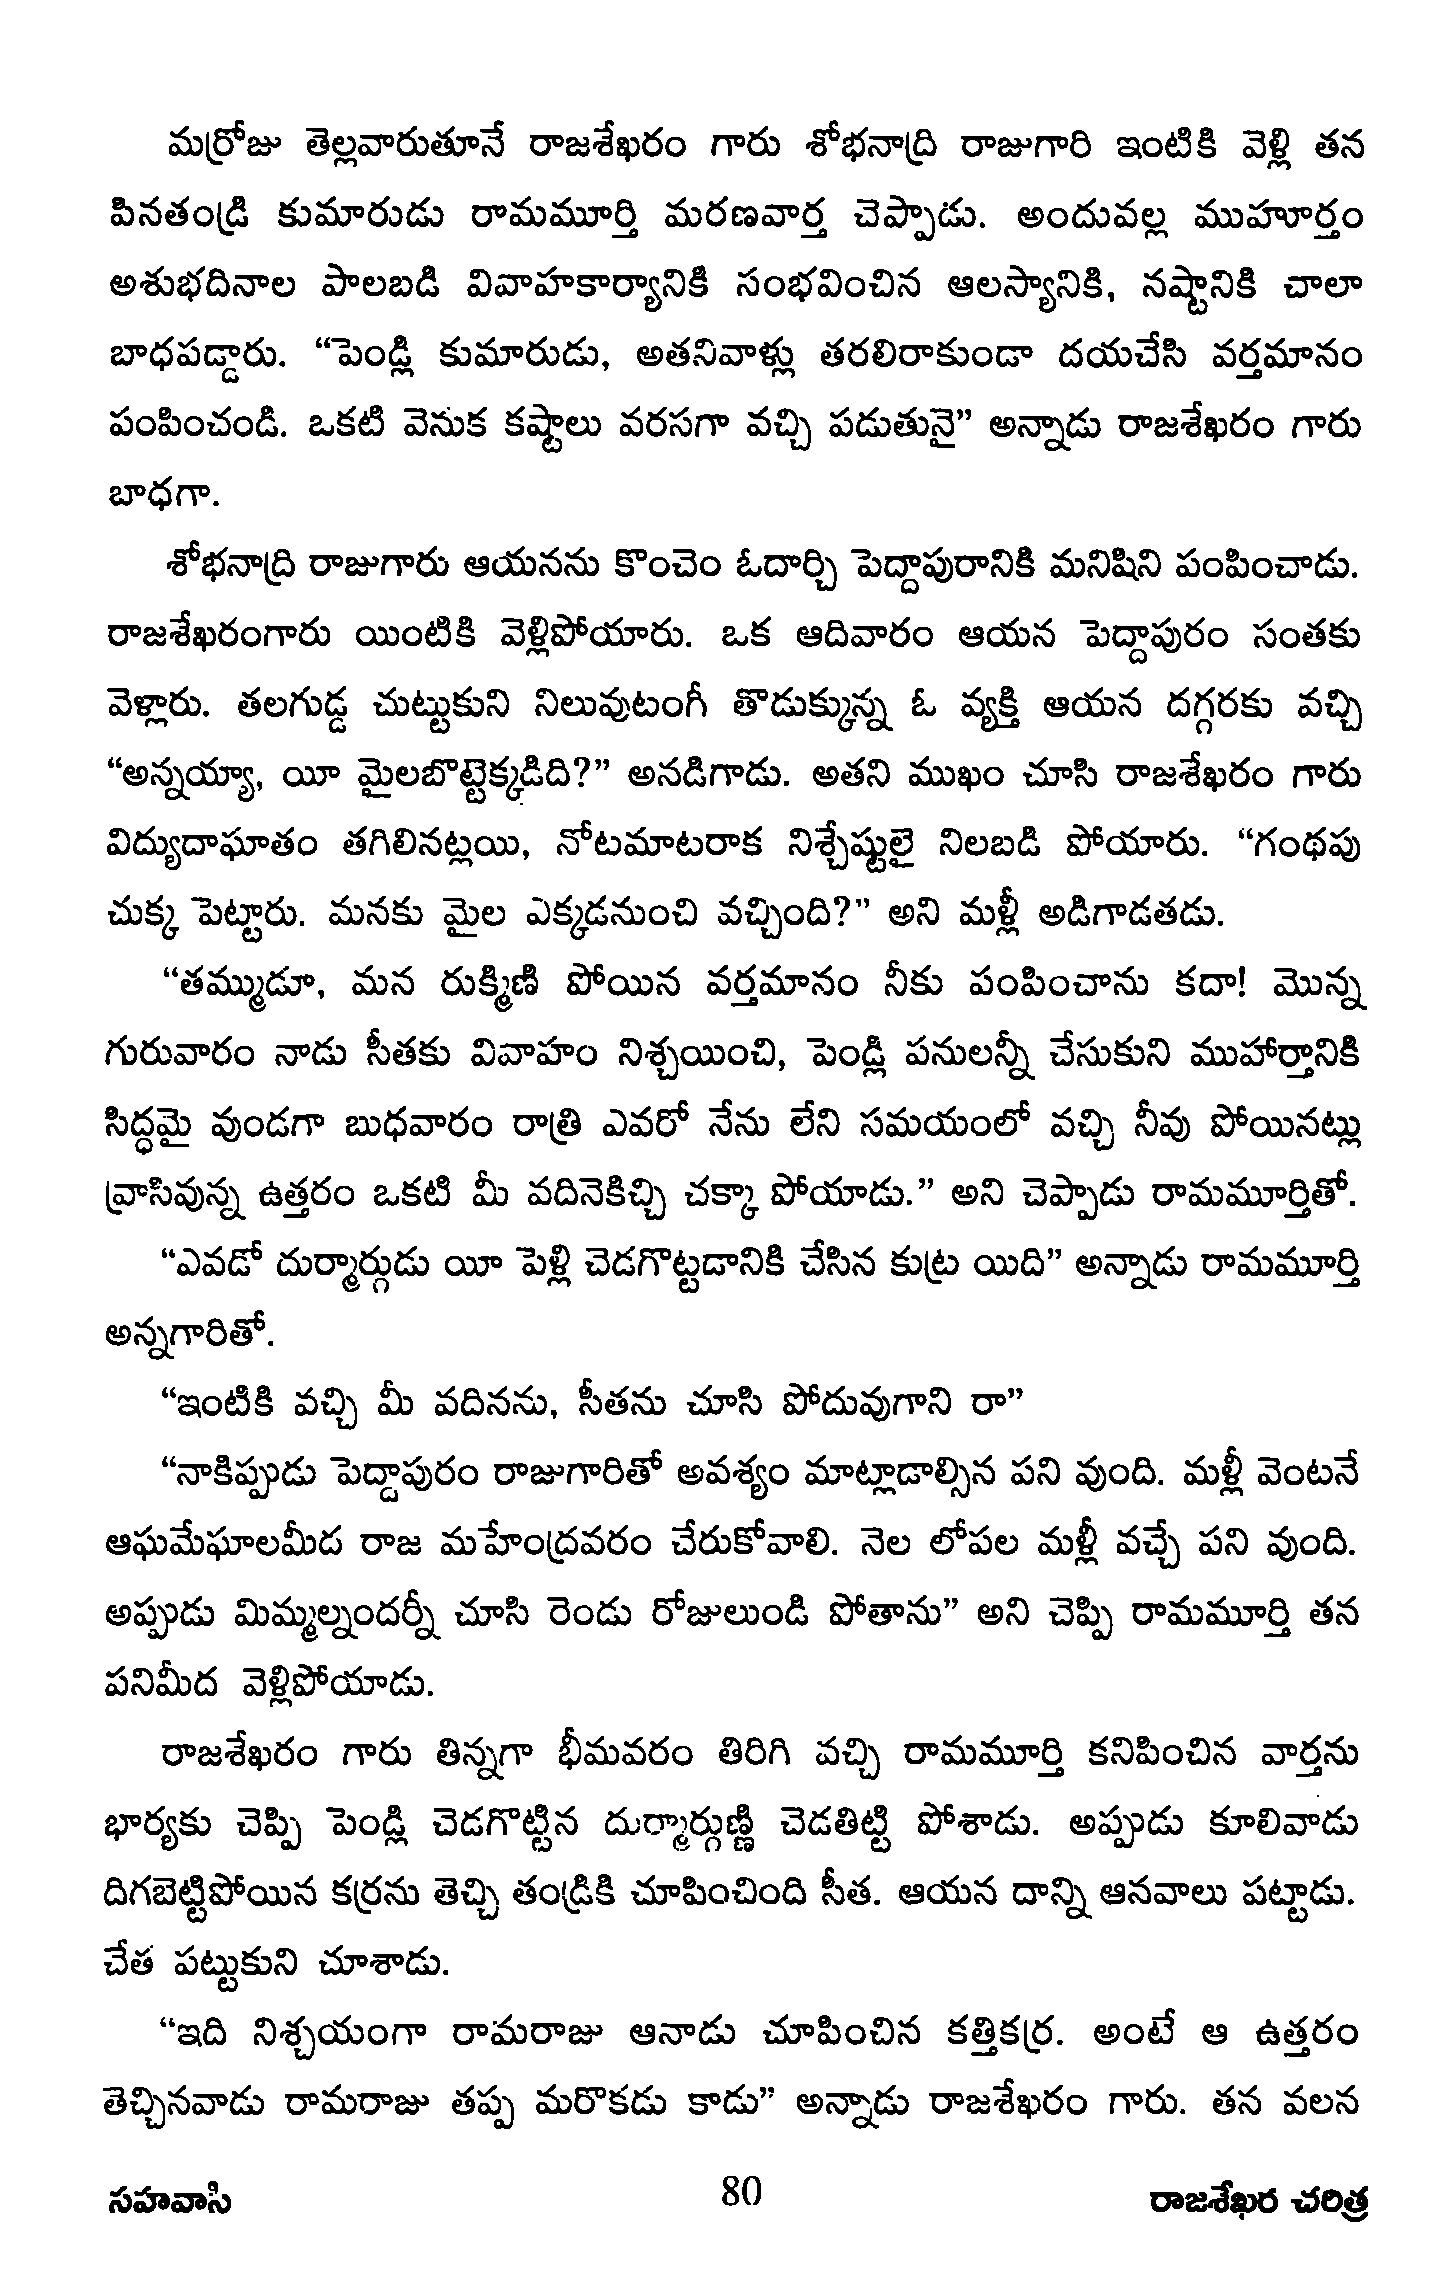 మర్రోజు తెల్లవారుతూనే రాజశేఖరం గారు శోభనాద్రి రాజుగారి ఇంటికి వెళ్లి తన
పినతండ్రి కుమారుడు రామమూర్తి మరణవార్త చెప్పాడు. అందువల్ల ముహూర్తం
అశుభదినాల పాలబడి వివాహకార్యానికి సంభవించిన ఆలస్యానికి, నష్టానికి చాలా
బాధపడ్డారు. “పెండ్లి కుమారుడు, అతనివాళ్లు తరలిరాకుండా దయచేసి వర్తమానం
పంపించండి. ఒకటి వెనుక కష్టాలు వరసగా వచ్చి పడుతునై” అన్నాడు రాజశేఖరం గారు
బాధగా.
శోభనాద్రి రాజుగారు ఆయనను కొంచెం ఓదార్చి పెద్దాపురానికి మనిషిని పంపించాడు.
రాజశేఖరంగారు యింటికి వెళ్లిపోయారు. ఒక ఆదివారం ఆయన పెద్దాపురం సంతకు
వెళ్లారు. తలగుడ్డ చుట్టుకుని నిలువుటంగీ తొడుక్కున్న ఓ వ్యక్తి ఆయన దగ్గరకు వచ్చి
“అన్నయ్యా, యీ మైలబొట్టెక్కడిది?” అనడిగాడు. అతని ముఖం చూసి రాజశేఖరం గారు
విద్యుదాఘాతం తగిలినట్లయి, నోటమాటరాక నిశ్చేష్టులై నిలబడి పోయారు. “గంథపు
చుక్క పెట్టారు. మనకు మైల ఎక్కడనుంచి వచ్చింది?” అని మళ్లీ అడిగాడతడు.
“తమ్ముడూ, మన రుక్మిణి పోయిన వర్తమానం నీకు పంపించాను కదా! మొన్న
గురువారం నాడు సీతకు వివాహం నిశ్చయించి, పెండ్లి పనులన్నీ చేసుకుని ముహూర్తానికి
సిద్ధమై వుండగా బుధవారం రాత్రి ఎవరో నేను లేని సమయంలో వచ్చి నీవు పోయినట్లు
వ్రాసివున్న ఉత్తరం ఒకటి మీ వదినెకిచ్చి చక్కా పోయాడు.” అని చెప్పాడు రామమూర్తితో.
“ఎవడో దుర్మార్గుడు యీ పెళ్లి చెడగొట్టడానికి చేసిన కుట్ర యిది” అన్నాడు రామమూర్తి
అన్నగారితో.
“ఇంటికి వచ్చి మీ వదినను, సీతను చూసి పోదువుగాని రా”
“నాకిప్పుడు పెద్దాపురం రాజుగారితో అవశ్యం మాట్లాడాల్సిన పని వుంది. మళ్లీ వెంటనే
ఆఘమేఘాలమీద రాజ మహేంద్రవరం చేరుకోవాలి. నెల లోపల మళ్లీ వచ్చే పని వుంది.
అప్పుడు మిమ్మల్నందర్నీ చూసి రెండు రోజులుండి పోతాను” అని చెప్పి రామమూర్తి తన
పనిమీద వెళ్లిపోయాడు.
రాజశేఖరం గారు తిన్నగా భీమవరం తిరిగి వచ్చి రామమూర్తి కనిపించిన వార్తను
భార్యకు చెప్పి పెండ్లి చెడగొట్టిన దుర్మార్గుణ్ణి చెడతిట్టి పోశాడు. అప్పుడు కూలివాడు
దిగబెట్టిపోయిన కర్రను తెచ్చి తండ్రికి చూపించింది సీత. ఆయన దాన్ని ఆనవాలు పట్టాడు.
చేత పట్టుకుని చూశాడు.
“ఇది నిశ్చయంగా రామరాజు ఆనాడు చూపించిన కత్తికర్ర. అంటే ఆ ఉత్తరం
తెచ్చినవాడు రామరాజు తప్ప మరొకడు కాడు” అన్నాడు రాజశేఖరం గారు. తన వలన
సహవాసి 80 రాజశేఖర చరిత్ర